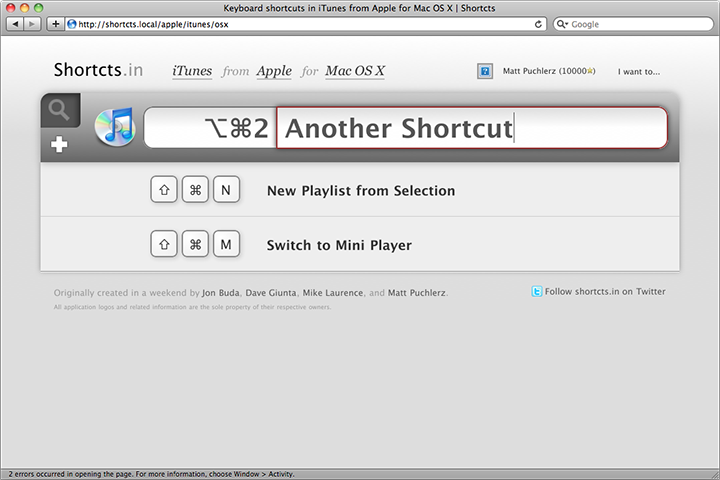 Keyboard shortcuts in iTunes from Apple for Mac OS X | Shortcts
http://shortcts.local/apple/itunes/osx
Google
Shortcts.in iTunes from Apple for Mac OS X
Matt Puchlerz (10000★) I want to...
⌥⌘2 Another Shortcut
⇧ ⌘ N New Playlist from Selection
⇧ ⌘ M Switch to Mini Player
Originally created in a weekend by Jon Buda, Dave Giunta, Mike Laurence, and Matt Puchlerz.
Follow shortcts.in on Twitter
All application logos and related information are the sole property of their respective owners.
2 errors occurred in opening the page. For more information, choose Window > Activity.